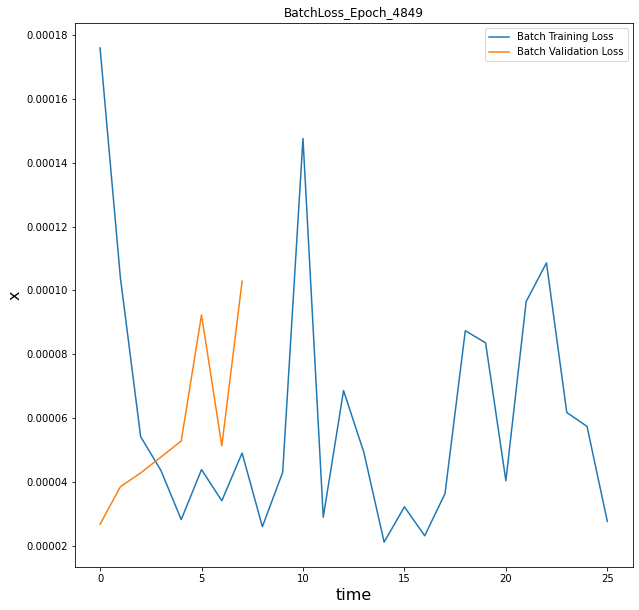 BatchLoss_Epoch_4849
Batch Training Loss
Batch Validation Loss
0.00018
0.00016
0.00014
0.00012
0.00010
0.00008
0.00006
0.00004
0.00002
x
0 5 10 15 20 25
time